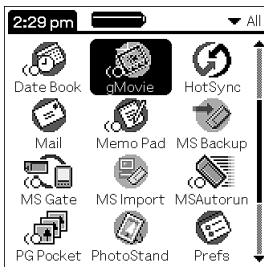 2:29 pm All
Date Book gMovie HotSync
Mail Memo Pad MS Backup
MS Gate MS Import MSAutorun
PG Pocket PhotoStand Prefs